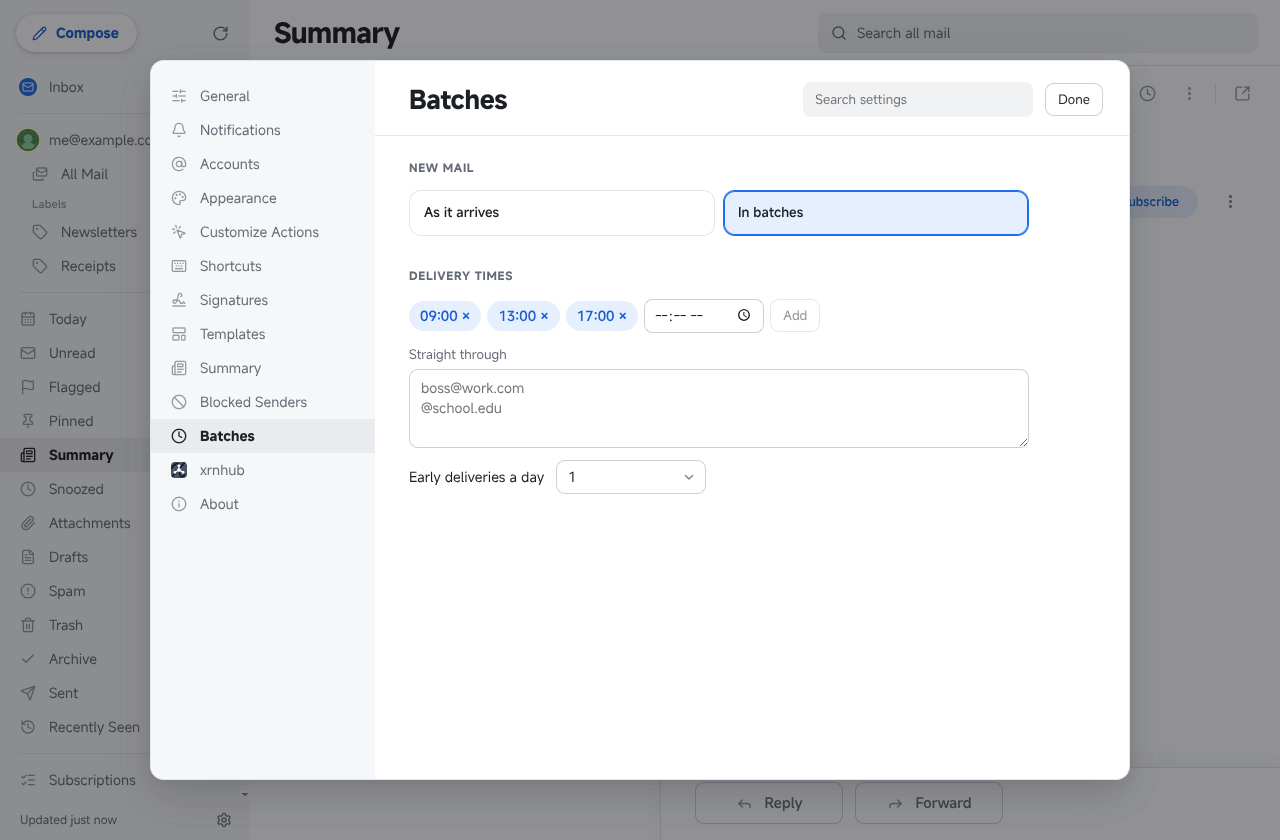 Compose
Summary
Search all mail
Inbox
me@example.co
All Mail
Labels
Newsletters
Receipts
Today
Unread
Flagged
Pinned
Summary
Snoozed
Attachments
Drafts
Spam
Trash
Archive
Sent
Recently Seen
Subscriptions
Updated just now
General
Notifications
Accounts
Appearance
Customize Actions
Shortcuts
Signatures
Templates
Summary
Blocked Senders
Batches
xrnhub
About
Batches
Search settings
Done
NEW MAIL
As it arrives
In batches
DELIVERY TIMES
09:00 × 13:00 × 17:00 × --:-- -- Add
Straight through
boss@work.com
@school.edu
Early deliveries a day 1
ubscribe
Reply
Forward